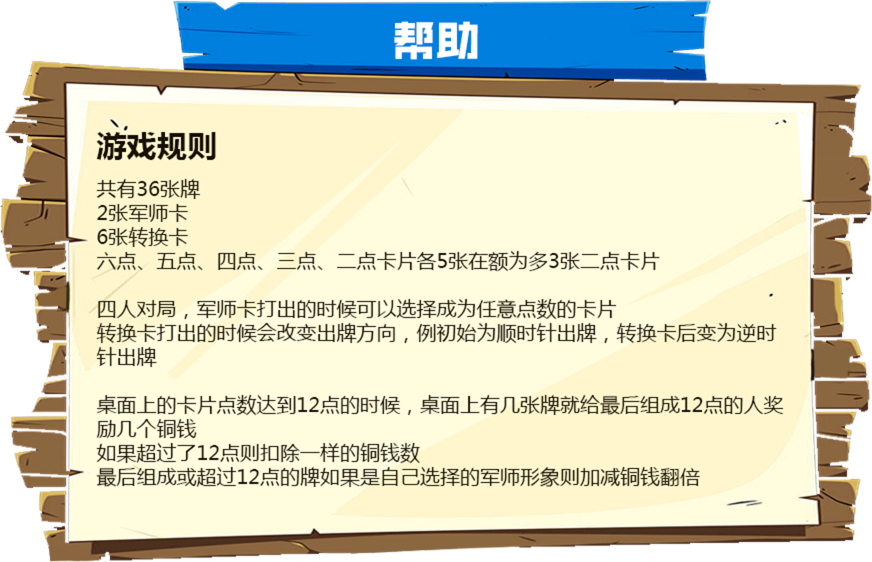 帮助
游戏规则
共有36张牌
2张军师卡
6张转换卡
六点、五点、四点、三点、二点卡片各5张在额为多3张二点卡片
四人对局，军师卡打出的时候可以选择成为任意点数的卡片
转换卡打出的时候会改变出牌方向，例初始为顺时针出牌，转换卡后变为逆时
针出牌
桌面上的卡片点数达到12点的时候，桌面上有几张牌就给最后组成12点的人奖
励几个铜钱
如果超过了12点则扣除一样的铜钱数
最后组成或超过12点的牌如果是自己选择的军师形象则加减铜钱翻倍